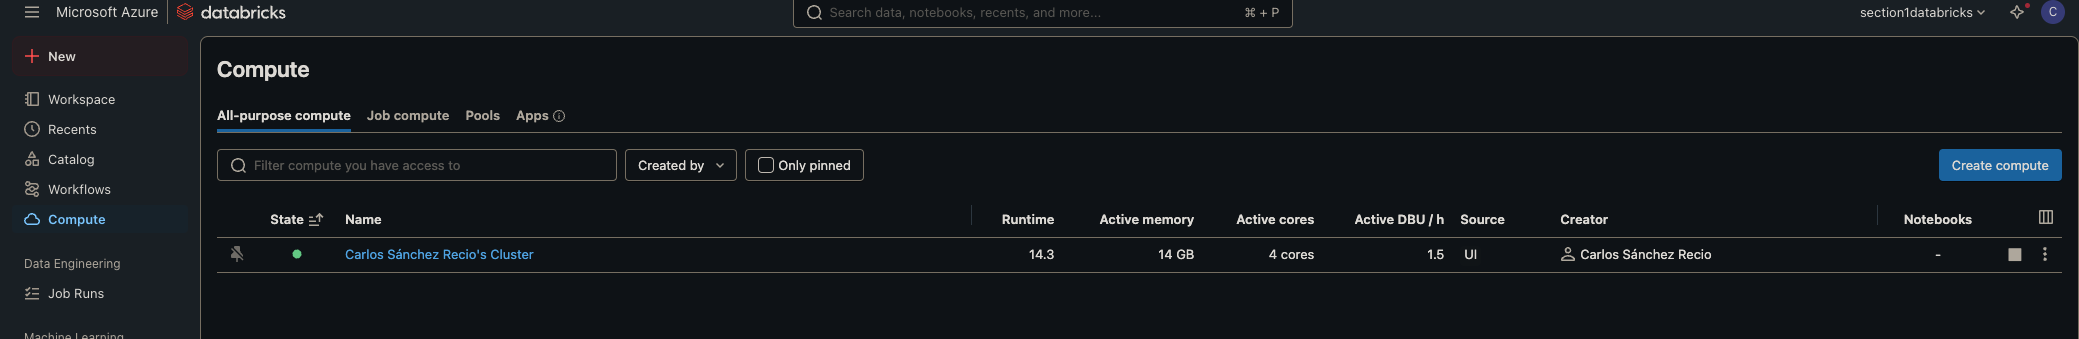 Microsoft Azure databricks
Search data, notebooks, recents, and more... ⌘ + P
section1databricks
C
New
Workspace
Recents
Catalog
Workflows
Compute
Data Engineering
Job Runs
Machine Learning
Compute
All-purpose compute Job compute Pools Apps
Filter compute you have access to Created by Only pinned Create compute
State Name Runtime Active memory Active cores Active DBU / h Source Creator Notebooks
Carlos Sánchez Recio's Cluster 14.3 14 GB 4 cores 1.5 UI Carlos Sánchez Recio -